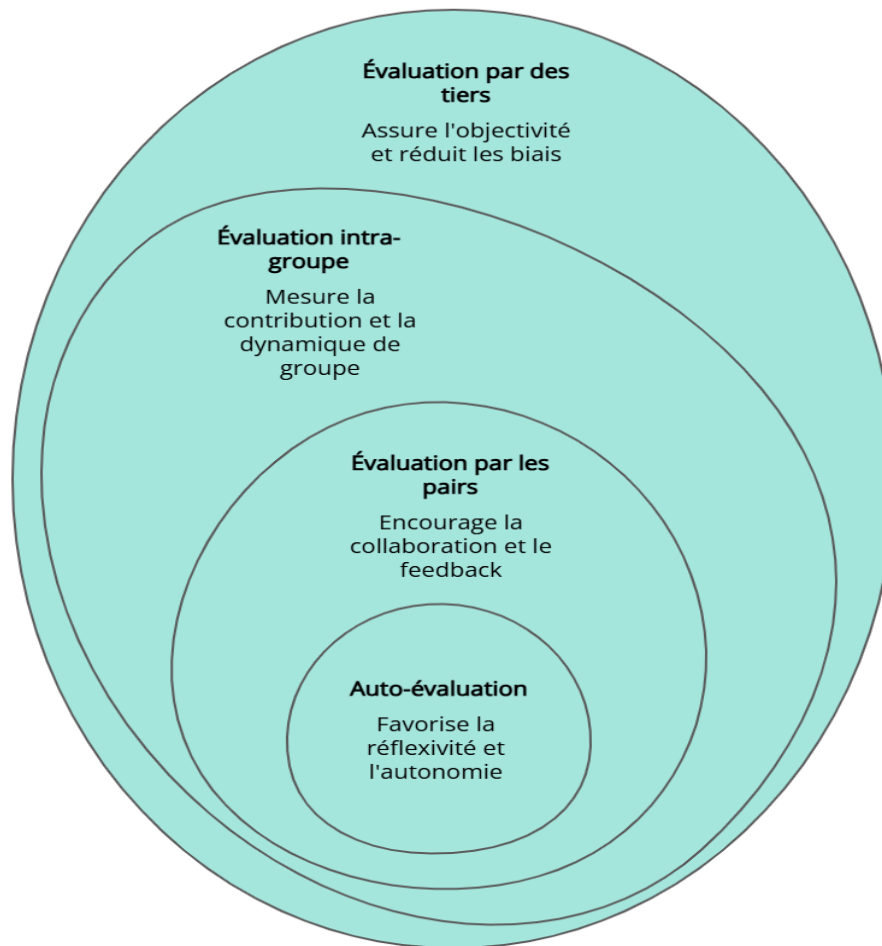 Évaluation par des
tiers
Assure l'objectivité
et réduit les biais
Évaluation intra-
groupe
Mesure la
contribution et la
dynamique de
groupe
Évaluation par les
pairs
Encourage la
collaboration et le
feedback
Auto-évaluation
Favorise la
réflexivité et
l'autonomie